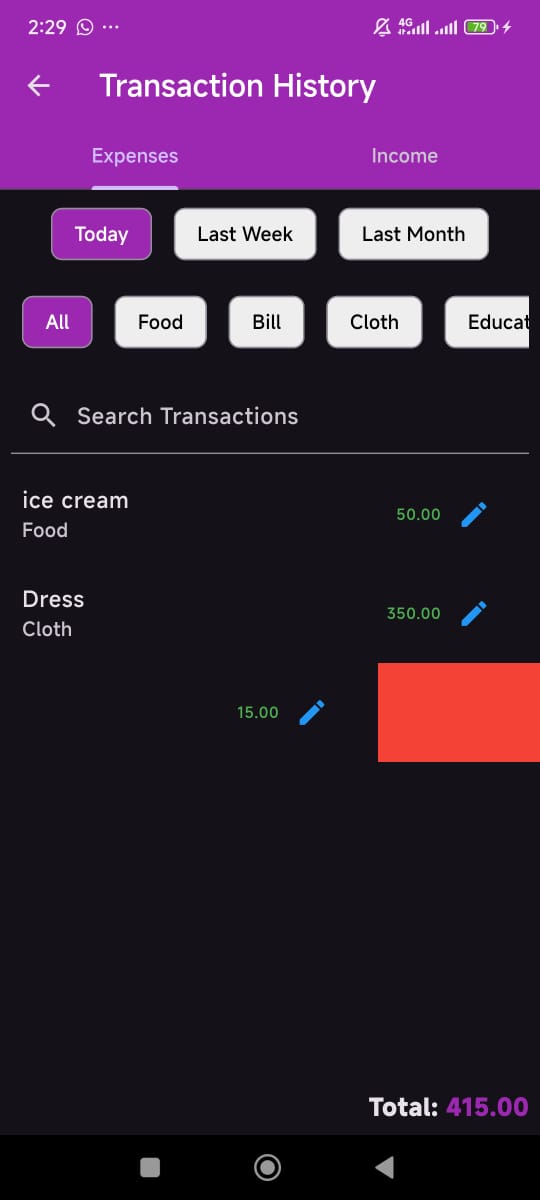 2:29 ... 4G 79
Transaction History
Expenses Income
Today Last Week Last Month
All Food Bill Cloth Educat
Search Transactions
ice cream
Food
50.00
Dress
Cloth
350.00
15.00
Total: 415.00